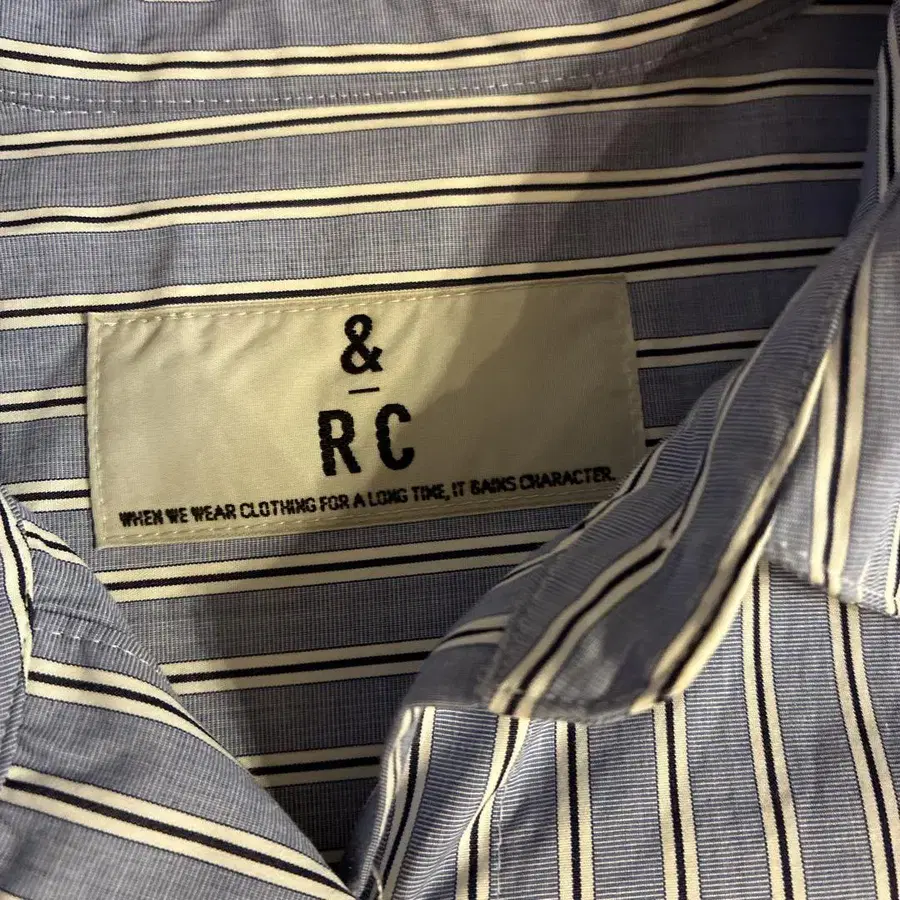 &
RC
WHEN WE WEAR CLOTHING FOR A LONG TIME, IT GAINS CHARACTER.